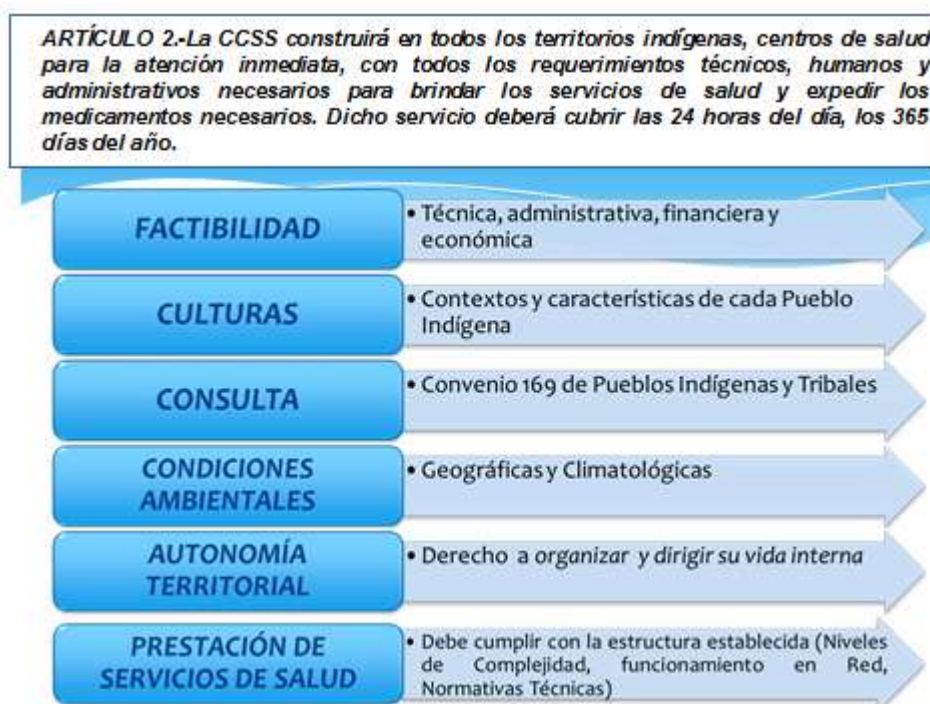 ARTÍCULO 2.-La CCSS construirá en todos los territorios indígenas, centros de salud
para la atención inmediata, con todos los requerimientos técnicos, humanos y
administrativos necesarios para brindar los servicios de salud y expedir los
medicamentos necesarios. Dicho servicio deberá cubrir las 24 horas del día, los 365
días del año.
FACTIBILIDAD
• Técnica, administrativa, financiera y
económica
CULTURAS
• Contextos y características de cada Pueblo
Indígena
CONSULTA
• Convenio 169 de Pueblos Indígenas y Tribales
CONDICIONES
AMBIENTALES
• Geográficas y Climatológicas
AUTONOMÍA
TERRITORIAL
• Derecho a organizar y dirigir su vida interna
PRESTACIÓN DE
SERVICIOS DE SALUD
• Debe cumplir con la estructura establecida (Niveles
de Complejidad, funcionamiento en Red,
Normativas Técnicas)